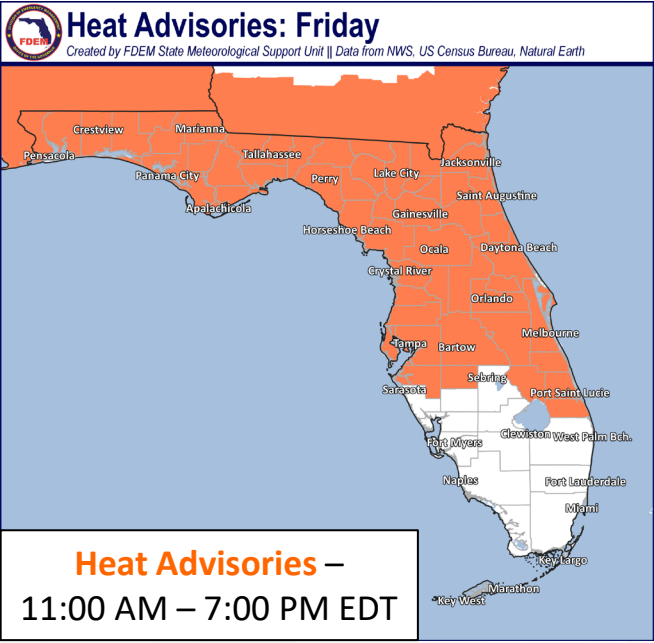 Heat Advisories: Friday
FDEM
Created by FDEM State Meteorological Support Unit || Data from NWS, US Census Bureau, Natural Earth
Crestview
Marianna
Pensacola
Tallahassee
Jacksonville
Panama City
Perry
Lake City
Saint Augustine
Apalachicola
Gainesville
Horseshoe Beach
Ocala
Daytona Beach
Crystal River
Orlando
Melbourne
Tampa
Bartow
Sebring
Sarasota
Port Saint Lucie
Fort Myers
Clewiston
West Palm Bch.
Naples
Fort Lauderdale
Miami
Key Largo
Marathon
Key West
Heat Advisories –
11:00 AM – 7:00 PM EDT